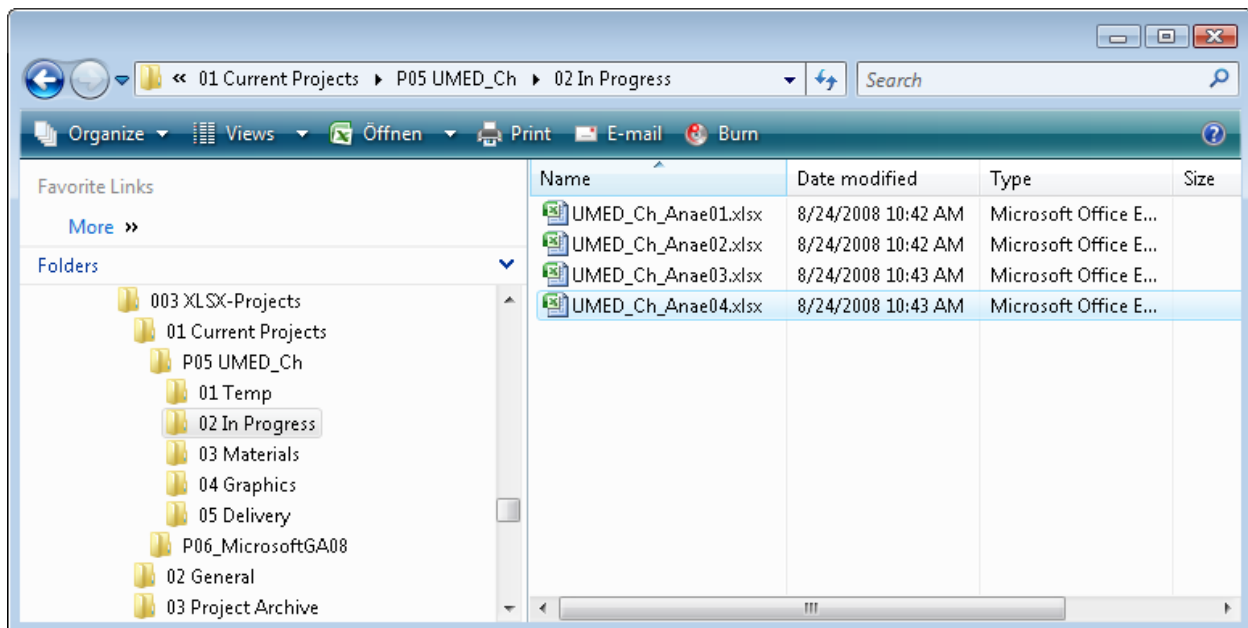 « 01 Current Projects ▸ P05 UMED_Ch ▸ 02 In Progress Search
Organize Views Öffnen Print E-mail Burn
Favorite Links
More »
Folders
003 XLSX-Projects
01 Current Projects
P05 UMED_Ch
01 Temp
02 In Progress
03 Materials
04 Graphics
05 Delivery
P06_MicrosoftGA08
02 General
03 Project Archive
Name Date modified Type Size
UMED_Ch_Anae01.xlsx 8/24/2008 10:42 AM Microsoft Office E...
UMED_Ch_Anae02.xlsx 8/24/2008 10:42 AM Microsoft Office E...
UMED_Ch_Anae03.xlsx 8/24/2008 10:43 AM Microsoft Office E...
UMED_Ch_Anae04.xlsx 8/24/2008 10:43 AM Microsoft Office E...